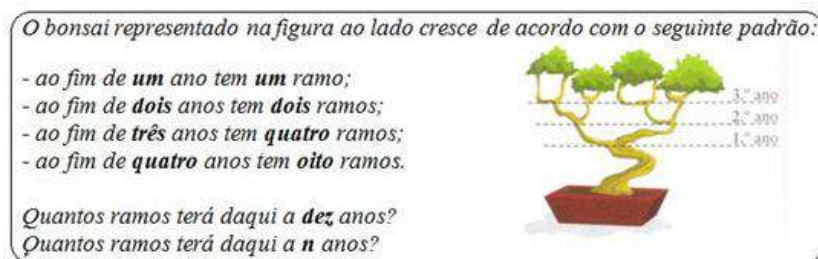 O bonsai representado na figura ao lado cresce de acordo com o seguinte padrão:
- ao fim de um ano tem um ramo;
- ao fim de dois anos tem dois ramos;
- ao fim de três anos tem quatro ramos;
- ao fim de quatro anos tem oito ramos.
3.º ano
2.º ano
1.º ano
Quantos ramos terá daqui a dez anos?
Quantos ramos terá daqui a n anos?